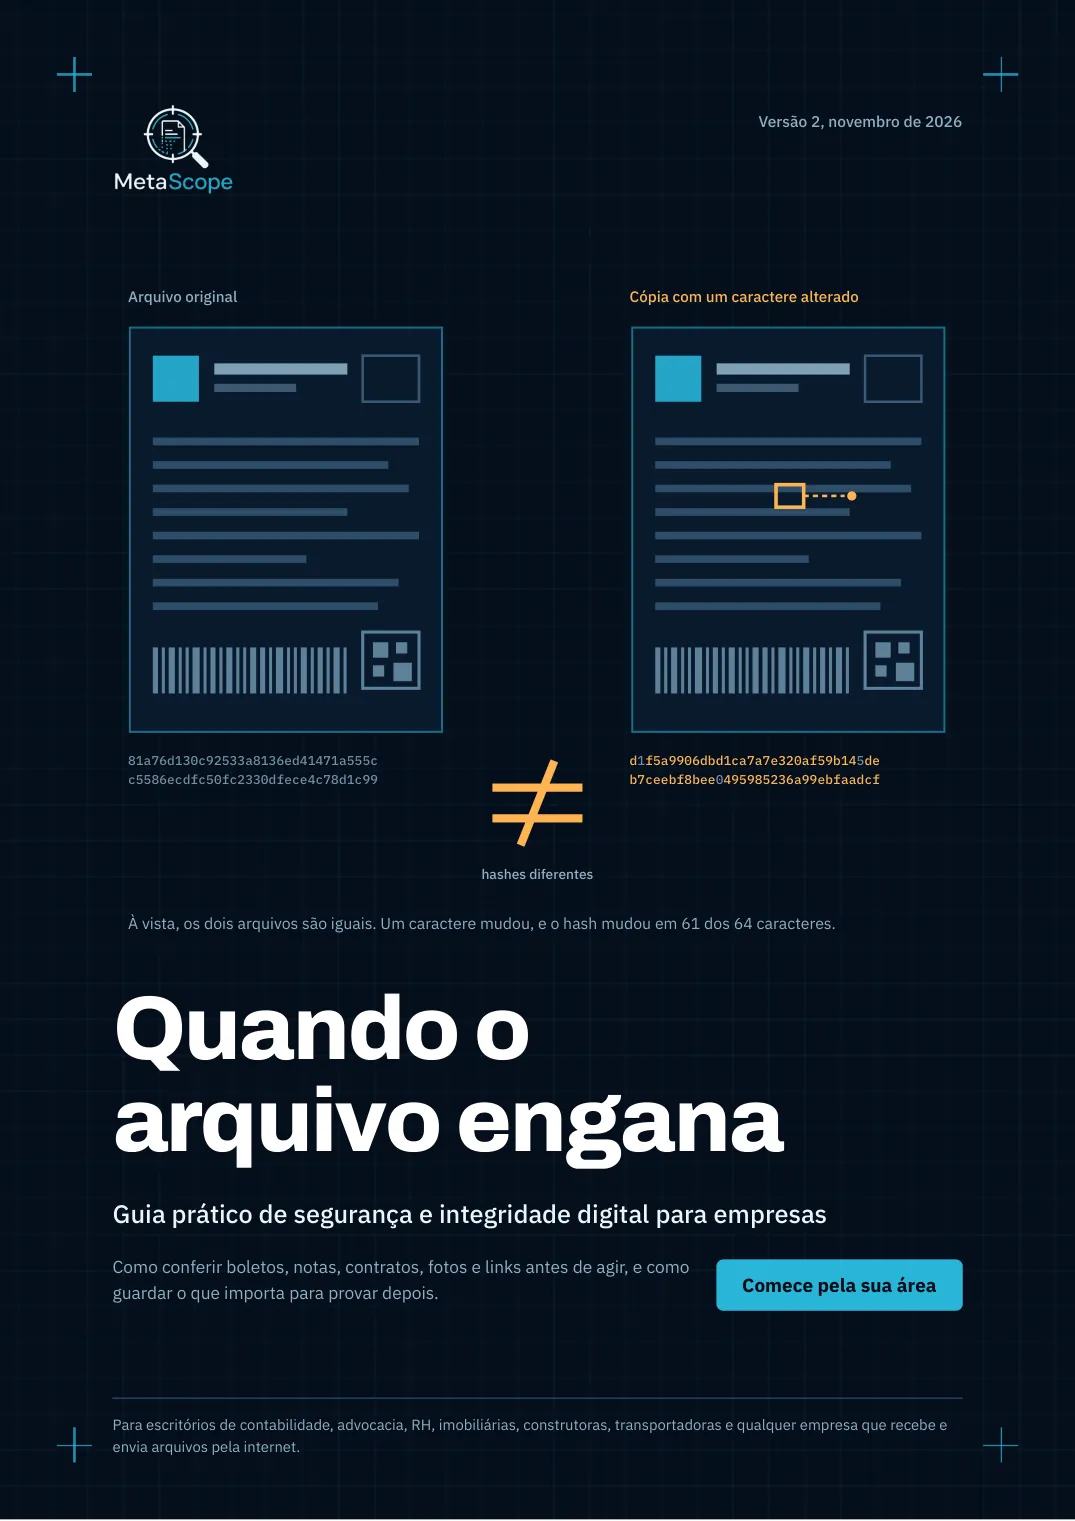 MetaScope
Versão 2, novembro de 2026
Arquivo original
Cópia com um caractere alterado
81a76d130c92533a8136ed41471a555c
c5586ecdfc50fc2330dfece4c78d1c99
d1f5a9906dbd1ca7a7e320af59b145de
b7ceebf8bee0495985236a99ebfaadcf
≠
hashes diferentes
À vista, os dois arquivos são iguais. Um caractere mudou, e o hash mudou em 61 dos 64 caracteres.
Quando o
arquivo engana
Guia prático de segurança e integridade digital para empresas
Como conferir boletos, notas, contratos, fotos e links antes de agir, e como
guardar o que importa para provar depois.
Comece pela sua área
Para escritórios de contabilidade, advocacia, RH, imobiliárias, construtoras, transportadoras e qualquer empresa que recebe e
envia arquivos pela internet.